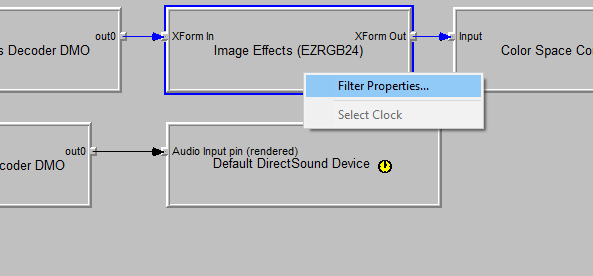 out0
XForm In
XForm Out
Input
s Decoder DMO
Image Effects (EZRGB24)
Color Space Co
Filter Properties...
Select Clock
out0
Audio Input pin (rendered)
coder DMO
Default DirectSound Device